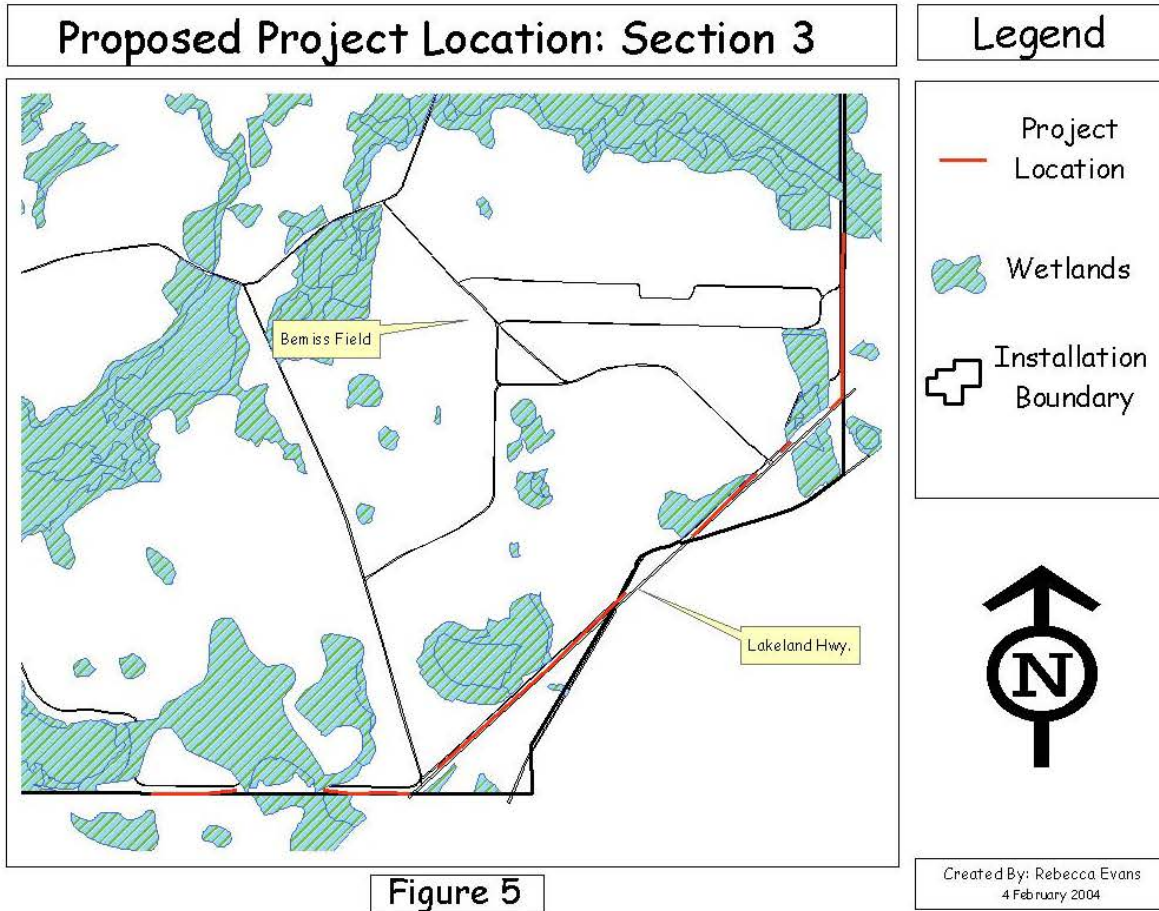 Proposed Project Location: Section 3
Legend
Project
Location
Wetlands
Installation
Boundary
Bemiss Field
Lakeland Hwy.
N
Created By: Rebecca Evans
4 February 2004
Figure 5